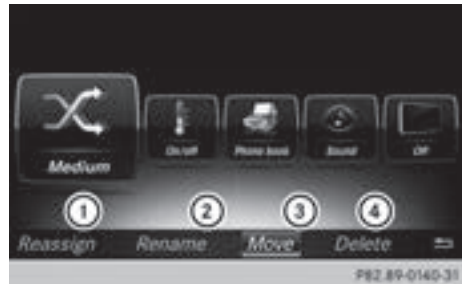 Medium
On/off
Phone book
Sound
Off
1 2 3 4
Reassign Rename Move Delete
P82.89-0140-31